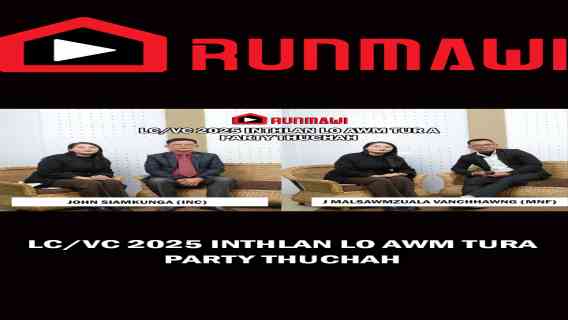 RUNMAWI
RUNMAWI
LC/VC 2025 INTHLAN LO AWM TUR A
PARTY THUCHAH
JOHN SIAMKUNGA (INC)
J MALSAWMZUALA VANCHHAWNG (MNF)
LC/VC 2025 INTHLAN LO AWM TURA
PARTY THUCHAH